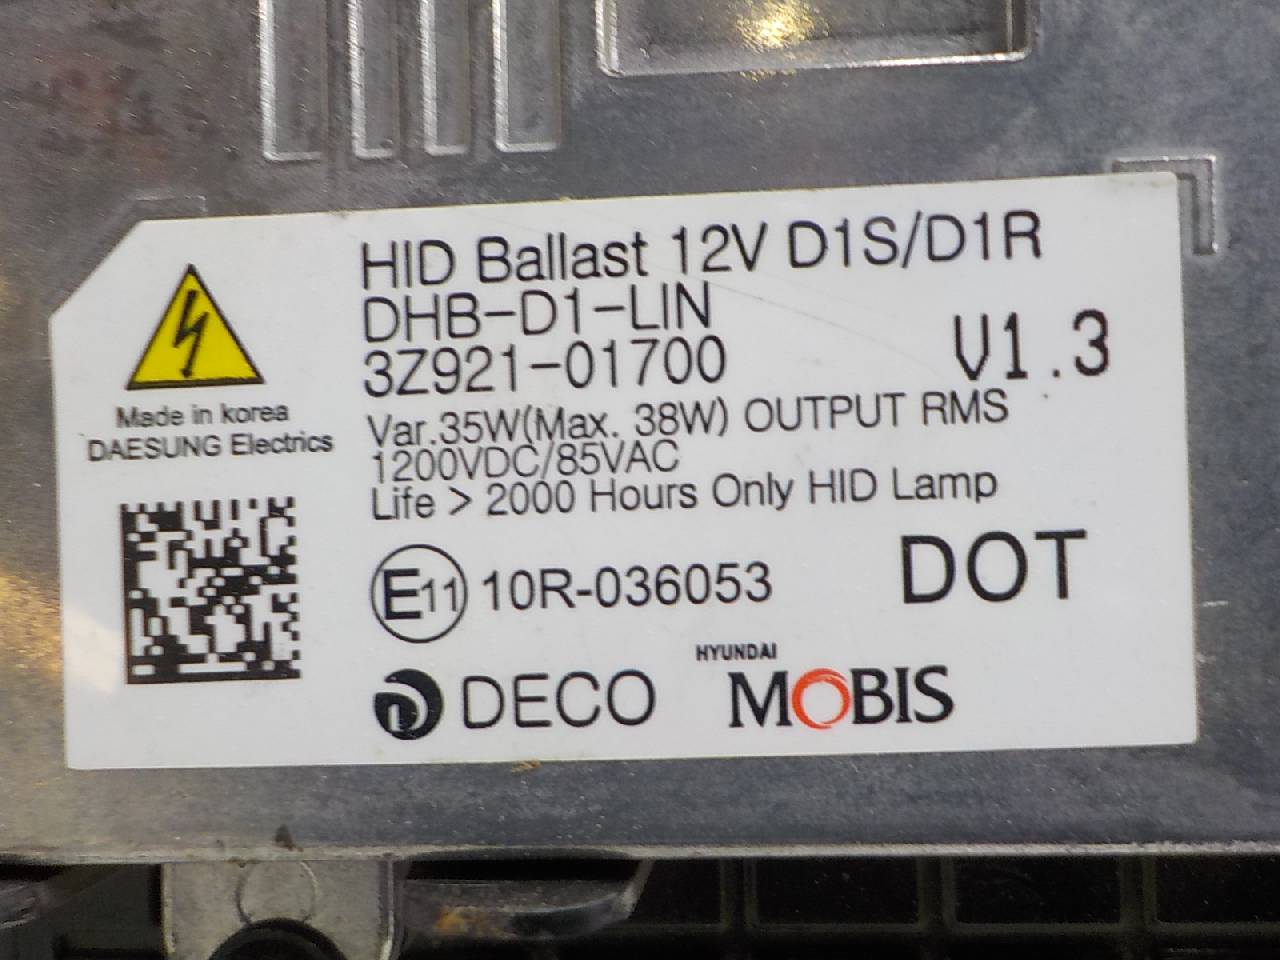 HID Ballast 12V D1S/D1R
DHB-D1-LIN
3Z921-01700
V1.3
Made in korea
DAESUNG Electrics
Var.35W(Max. 38W) OUTPUT RMS
1200VDC/85VAC
Life > 2000 Hours Only HID Lamp
E11 10R-036053
DOT
DECO
HYUNDAI
MOBIS